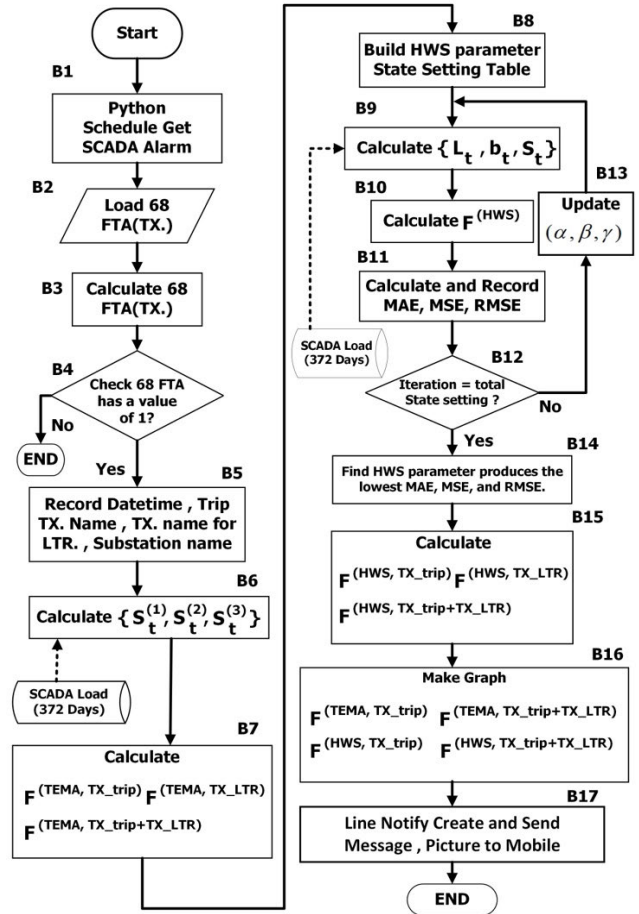 Start
B1
Python
Schedule Get
SCADA Alarm
B2
Load 68
FTA(TX.)
B3
Calculate 68
FTA(TX.)
B4
Check 68 FTA
has a value
of 1?
No
END
Yes
B5
Record Datetime , Trip
TX. Name , TX. name for
LTR. , Substation name
B6
Calculate { S_t^(1), S_t^(2), S_t^(3) }
SCADA Load
(372 Days)
B7
Calculate
F^(TEMA, TX_trip) F^(TEMA, TX_LTR)
F^(TEMA, TX_trip+TX_LTR)
B8
Build HWS parameter
State Setting Table
B9
Calculate { L_t , b_t , S_t }
B10
Calculate F^(HWS)
B11
Calculate and Record
MAE, MSE, RMSE
SCADA Load
(372 Days)
B12
Iteration = total
State setting ?
No
B13
Update
(α, β, γ)
Yes
B14
Find HWS parameter produces the
lowest MAE, MSE, and RMSE.
B15
Calculate
F^(HWS, TX_trip) F^(HWS, TX_LTR)
F^(HWS, TX_trip+TX_LTR)
B16
Make Graph
F^(TEMA, TX_trip) F^(TEMA, TX_trip+TX_LTR)
F^(HWS, TX_trip) F^(HWS, TX_trip+TX_LTR)
B17
Line Notify Create and Send
Message , Picture to Mobile
END